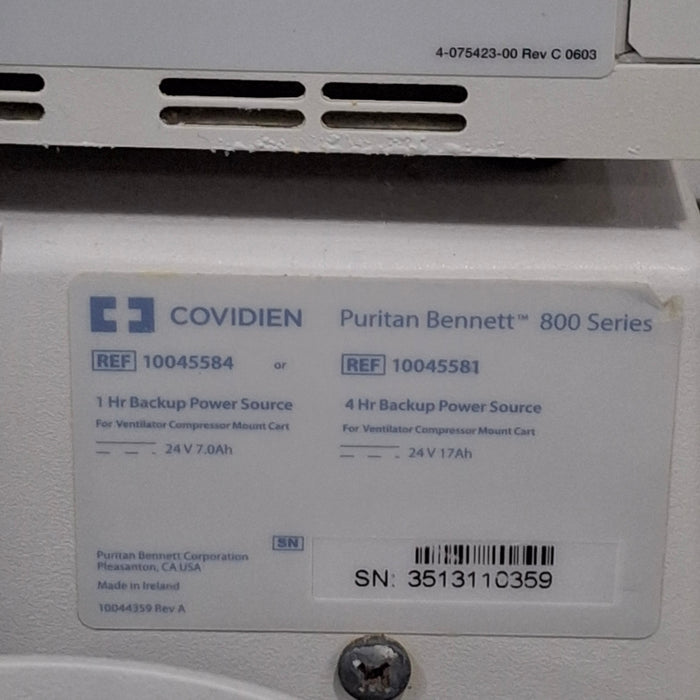 4-075423-00 Rev C 0603
COVIDIEN
Puritan Bennett™ 800 Series
REF 10045584 or REF 10045581
1 Hr Backup Power Source
For Ventilator Compressor Mount Cart
24 V 7.0Ah
4 Hr Backup Power Source
For Ventilator Compressor Mount Cart
24 V 17Ah
Puritan Bennett Corporation
Pleasanton, CA USA
Made in Ireland
10044359 Rev A
SN
SN: 3513110359